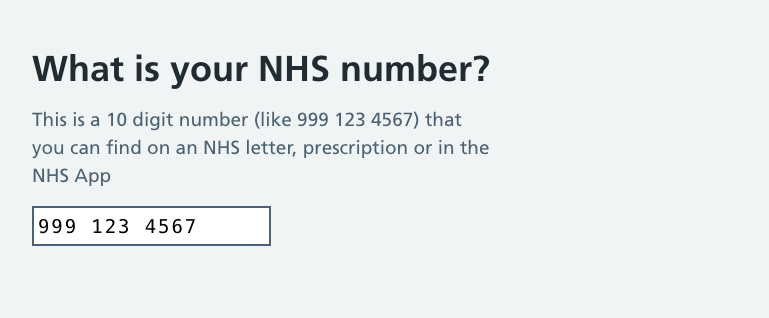 What is your NHS number?
This is a 10 digit number (like 999 123 4567) that
you can find on an NHS letter, prescription or in the
NHS App
999 123 4567